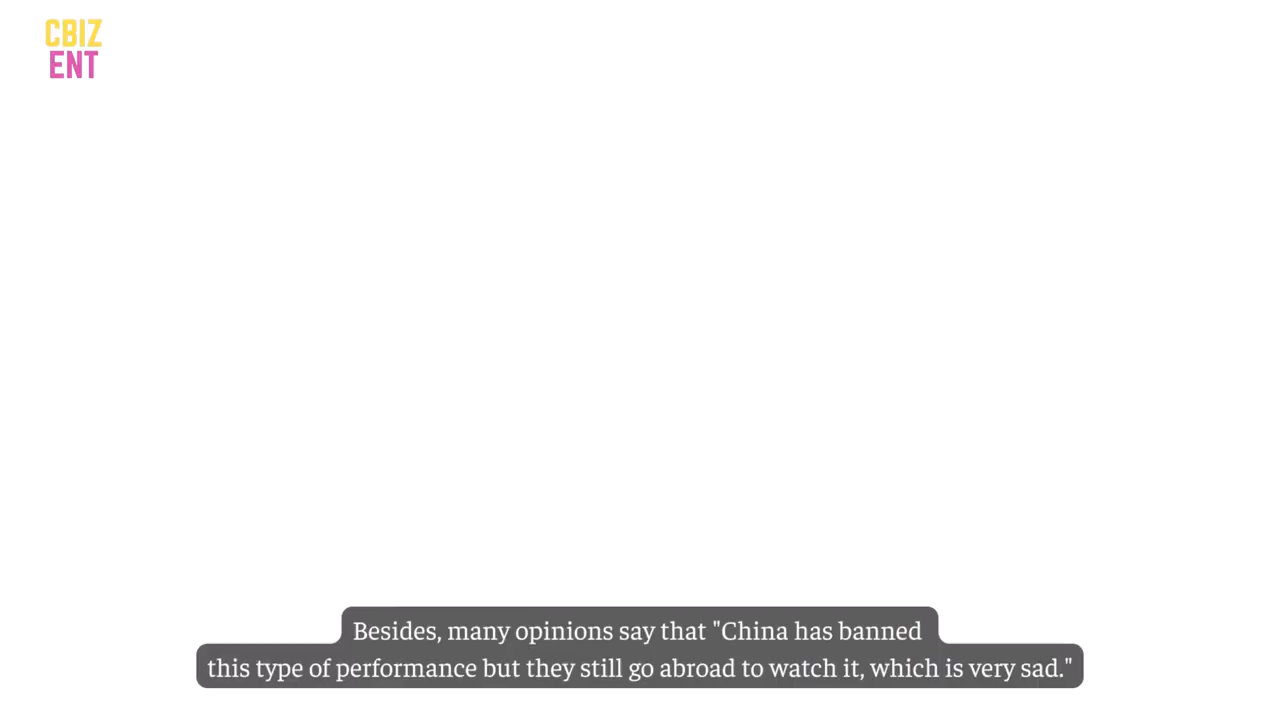 CBIZ
ENT
Besides, many opinions say that "China has banned
this type of performance but they still go abroad to watch it, which is very sad."